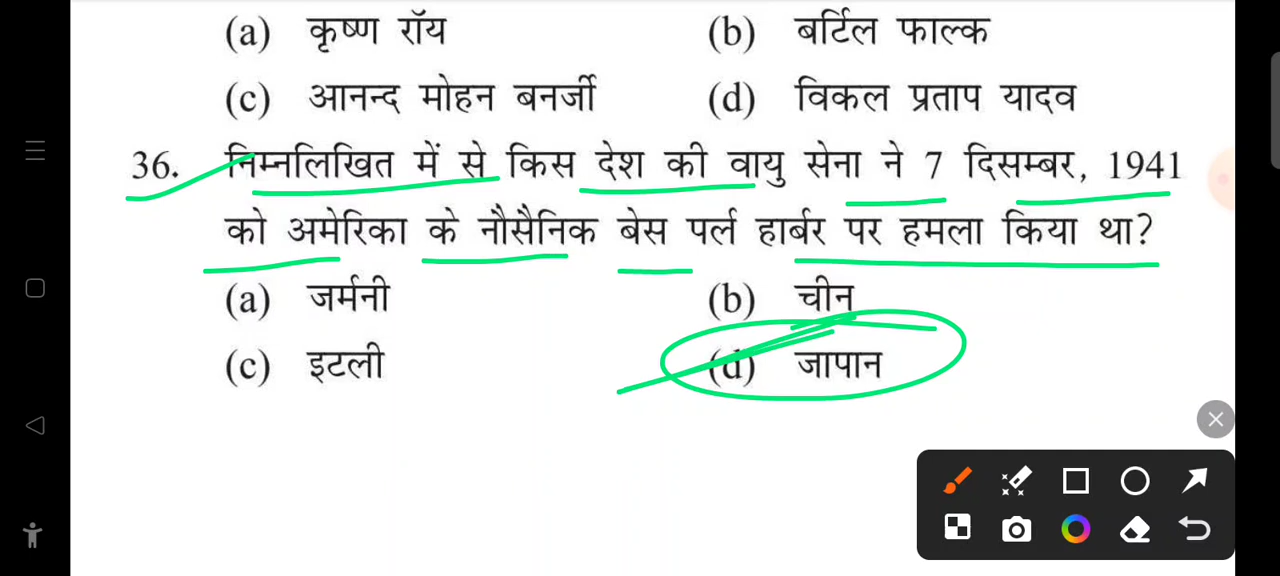 (a) कृष्ण रॉय (b) बर्टिल फाल्क
(c) आनन्द मोहन बनर्जी (d) विकल प्रताप यादव
36. निम्नलिखित में से किस देश की वायु सेना ने 7 दिसम्बर, 1941
को अमेरिका के नौसैनिक बेस पर्ल हार्बर पर हमला किया था?
(a) जर्मनी (b) चीन
(c) इटली (d) जापान